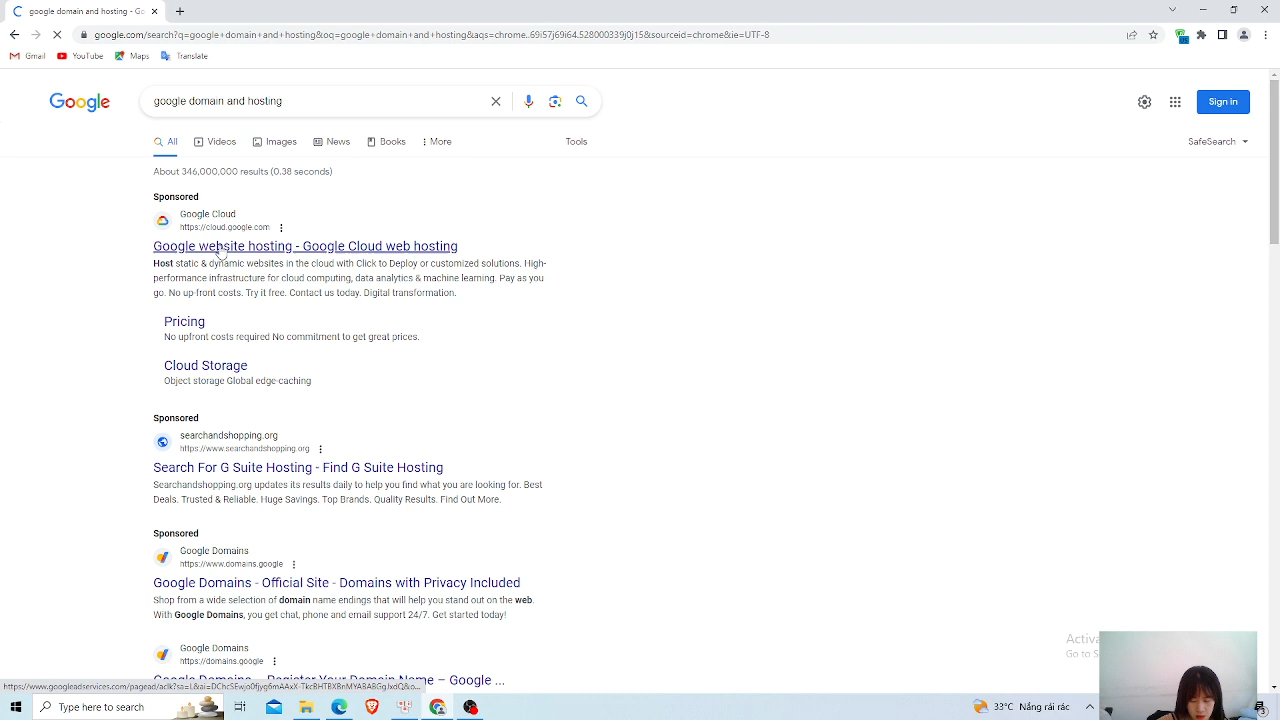 google domain and hosting - Go
google.com/search?q=google+domain+and+hosting&oq=google+domain+and+hosting&aqs=chrome..69i57j69i64.528000339j0j15&sourceid=chrome&ie=UTF-8
Gmail YouTube Maps Translate
Google google domain and hosting Sign in
All Videos Images News Books More Tools SafeSearch
About 346,000,000 results (0.38 seconds)
Sponsored
Google Cloud
https://cloud.google.com
Google website hosting - Google Cloud web hosting
Host static & dynamic websites in the cloud with Click to Deploy or customized solutions. High-
performance infrastructure for cloud computing, data analytics & machine learning. Pay as you
go. No up-front costs. Try it free. Contact us today. Digital transformation.
Pricing
No upfront costs required No commitment to get great prices.
Cloud Storage
Object storage Global edge-caching
Sponsored
searchandshopping.org
https://www.searchandshopping.org
Search For G Suite Hosting - Find G Suite Hosting
Searchandshopping.org updates its results daily to help you find what you are looking for. Best
Deals. Trusted & Reliable. Huge Savings. Top Brands. Quality Results. Find Out More.
Sponsored
Google Domains
https://www.domains.google
Google Domains - Official Site - Domains with Privacy Included
Shop from a wide selection of domain name endings that will help you stand out on the web.
With Google Domains, you get chat, phone and email support 24/7. Get started today!
Activa
Go to S
Google Domains
https://domains.google
Google Domains – Register Your Domain Name – Google ...
Type here to search 33°C Nắng rải rác 3